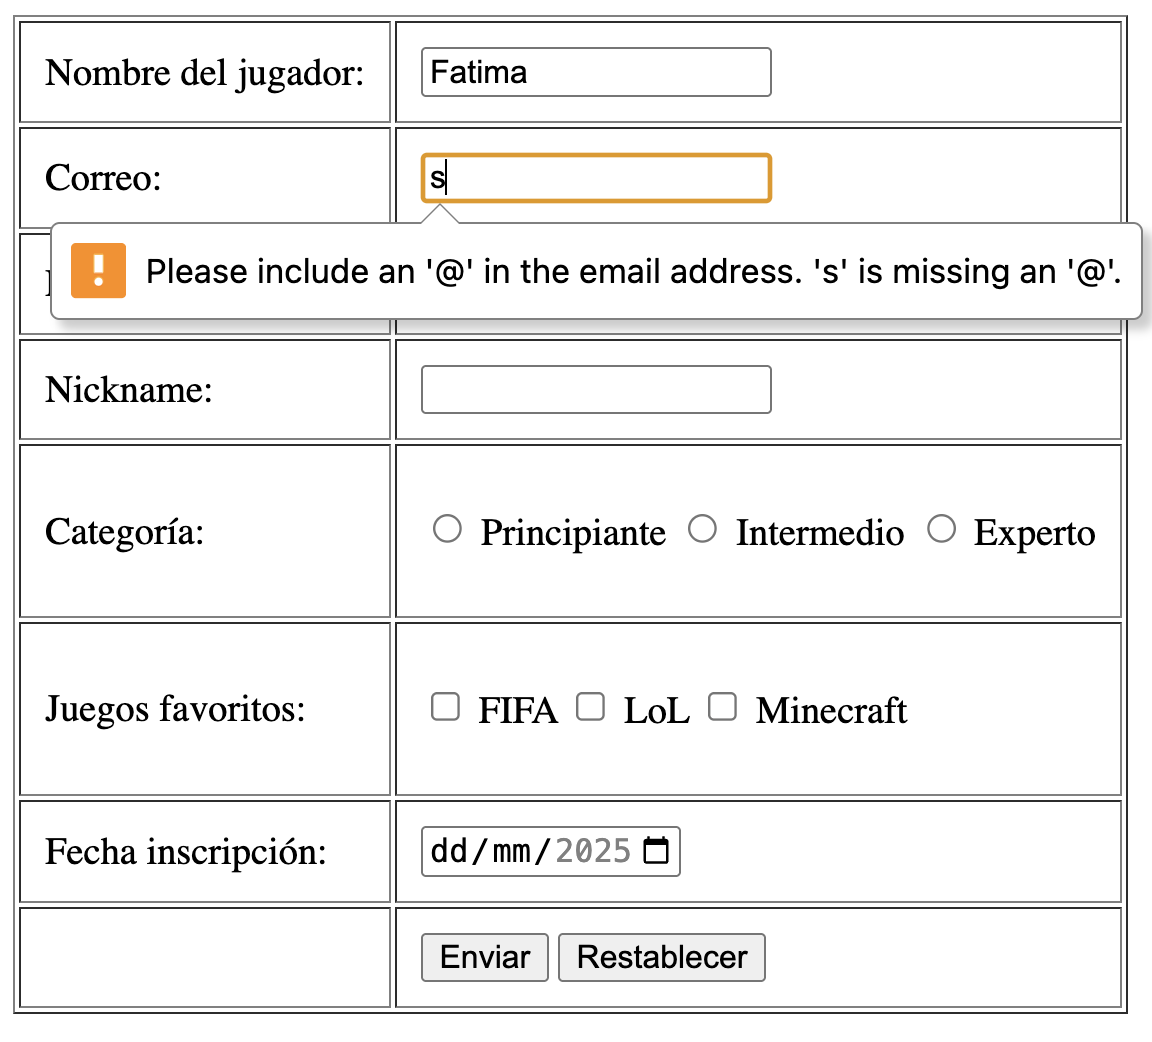 Nombre del jugador: Fatima
Correo: s
Please include an '@' in the email address. 's' is missing an '@'.
Nickname:
Categoría: Principiante Intermedio Experto
Juegos favoritos: FIFA LoL Minecraft
Fecha inscripción: dd/mm/2025
Enviar Restablecer